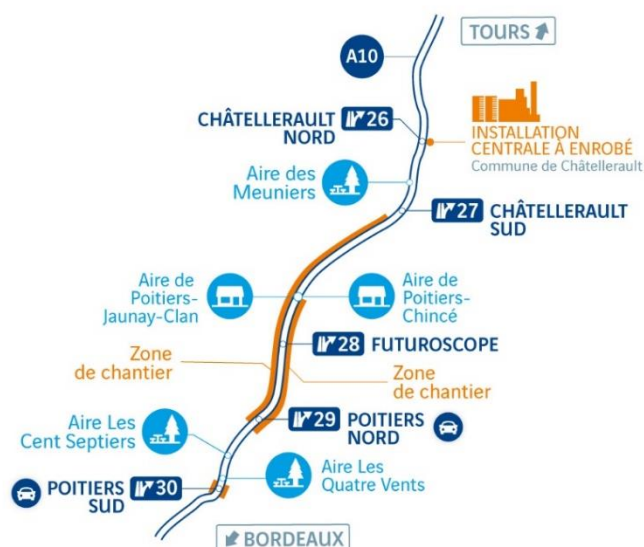 TOURS
A10
CHÂTELLERAULT
NORD
26
INSTALLATION
CENTRALE À ENROBÉ
Commune de Châtellerault
Aire des
Meuniers
27 CHÂTELLERAULT
SUD
Aire de
Poitiers-
Jaunay-Clan
Aire de
Poitiers-
Chincé
28 FUTUROSCOPE
Zone
de chantier
Zone
de chantier
29 POITIERS
NORD
Aire Les
Cent Septiers
Aire Les
Quatre Vents
POITIERS 30
SUD
BORDEAUX